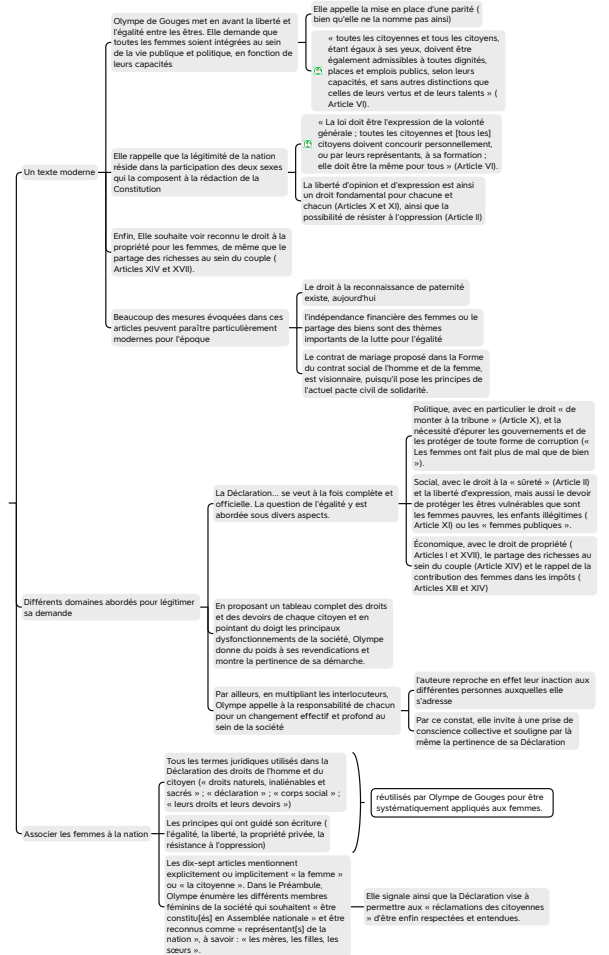 Un texte moderne
Olympe de Gouges met en avant la liberté et
l'égalité entre les êtres. Elle demande que
toutes les femmes soient intégrées au sein
de la vie publique et politique, en fonction de
leurs capacités
Elle appelle la mise en place d'une parité (
bien qu'elle ne la nomme pas ainsi)
« toutes les citoyennes et tous les citoyens,
étant égaux à ses yeux, doivent être
également admissibles à toutes dignités,
places et emplois publics, selon leurs
capacités, et sans autres distinctions que
celles de leurs vertus et de leurs talents » (
Article VI).
Elle rappelle que la légitimité de la nation
réside dans la participation des deux sexes
qui la composent à la rédaction de la
Constitution
« La loi doit être l'expression de la volonté
générale ; toutes les citoyennes et [tous les]
citoyens doivent concourir personnellement,
ou par leurs représentants, à sa formation ;
elle doit être la même pour tous » (Article VI).
La liberté d'opinion et d'expression est ainsi
un droit fondamental pour chacune et
chacun (Articles X et XI), ainsi que la
possibilité de résister à l'oppression (Article II)
Enfin, Elle souhaite voir reconnu le droit à la
propriété pour les femmes, de même que le
partage des richesses au sein du couple (
Articles XIV et XVII).
Beaucoup des mesures évoquées dans ces
articles peuvent paraître particulièrement
modernes pour l'époque
Le droit à la reconnaissance de paternité
existe, aujourd'hui
l'indépendance financière des femmes ou le
partage des biens sont des thèmes
importants de la lutte pour l'égalité
Le contrat de mariage proposé dans la Forme
du contrat social de l'homme et de la femme,
est visionnaire, puisqu'il pose les principes de
l'actuel pacte civil de solidarité.
Différents domaines abordés pour légitimer
sa demande
La Déclaration... se veut à la fois complète et
officielle. La question de l'égalité y est
abordée sous divers aspects.
Politique, avec en particulier le droit « de
monter à la tribune » (Article X), et la
nécessité d'épurer les gouvernements et de
les protéger de toute forme de corruption («
Les femmes ont fait plus de mal que de bien
»).
Social, avec le droit à la « sûreté » (Article II)
et la liberté d'expression, mais aussi le devoir
de protéger les êtres vulnérables que sont
les femmes pauvres, les enfants illégitimes (
Article XI) ou les « femmes publiques ».
Économique, avec le droit de propriété (
Articles I et XVII), le partage des richesses au
sein du couple (Article XIV) et le rappel de la
contribution des femmes dans les impôts (
Articles XIII et XIV)
En proposant un tableau complet des droits
et des devoirs de chaque citoyen et en
pointant du doigt les principaux
dysfonctionnements de la société, Olympe
donne du poids à ses revendications et
montre la pertinence de sa démarche.
Par ailleurs, en multipliant les interlocuteurs,
Olympe appelle à la responsabilité de chacun
pour un changement effectif et profond au
sein de la société
l'auteure reproche en effet leur inaction aux
différentes personnes auxquelles elle
s'adresse
Par ce constat, elle invite à une prise de
conscience collective et souligne par là
même la pertinence de sa Déclaration
Associer les femmes à la nation
Tous les termes juridiques utilisés dans la
Déclaration des droits de l'homme et du
citoyen (« droits naturels, inaliénables et
sacrés » ; « déclaration » ; « corps social » ;
« leurs droits et leurs devoirs »)
Les principes qui ont guidé son écriture (
l'égalité, la liberté, la propriété privée, la
résistance à l'oppression)
réutilisés par Olympe de Gouges pour être
systématiquement appliqués aux femmes.
Les dix-sept articles mentionnent
explicitement ou implicitement « la femme »
ou « la citoyenne ». Dans le Préambule,
Olympe énumère les différents membres
féminins de la société qui souhaitent « être
constitu[és] en Assemblée nationale » et être
reconnus comme « représentant[s] de la
nation », à savoir : « les mères, les filles, les
sœurs ».
Elle signale ainsi que la Déclaration vise à
permettre aux « réclamations des citoyennes
» d'être enfin respectées et entendues.